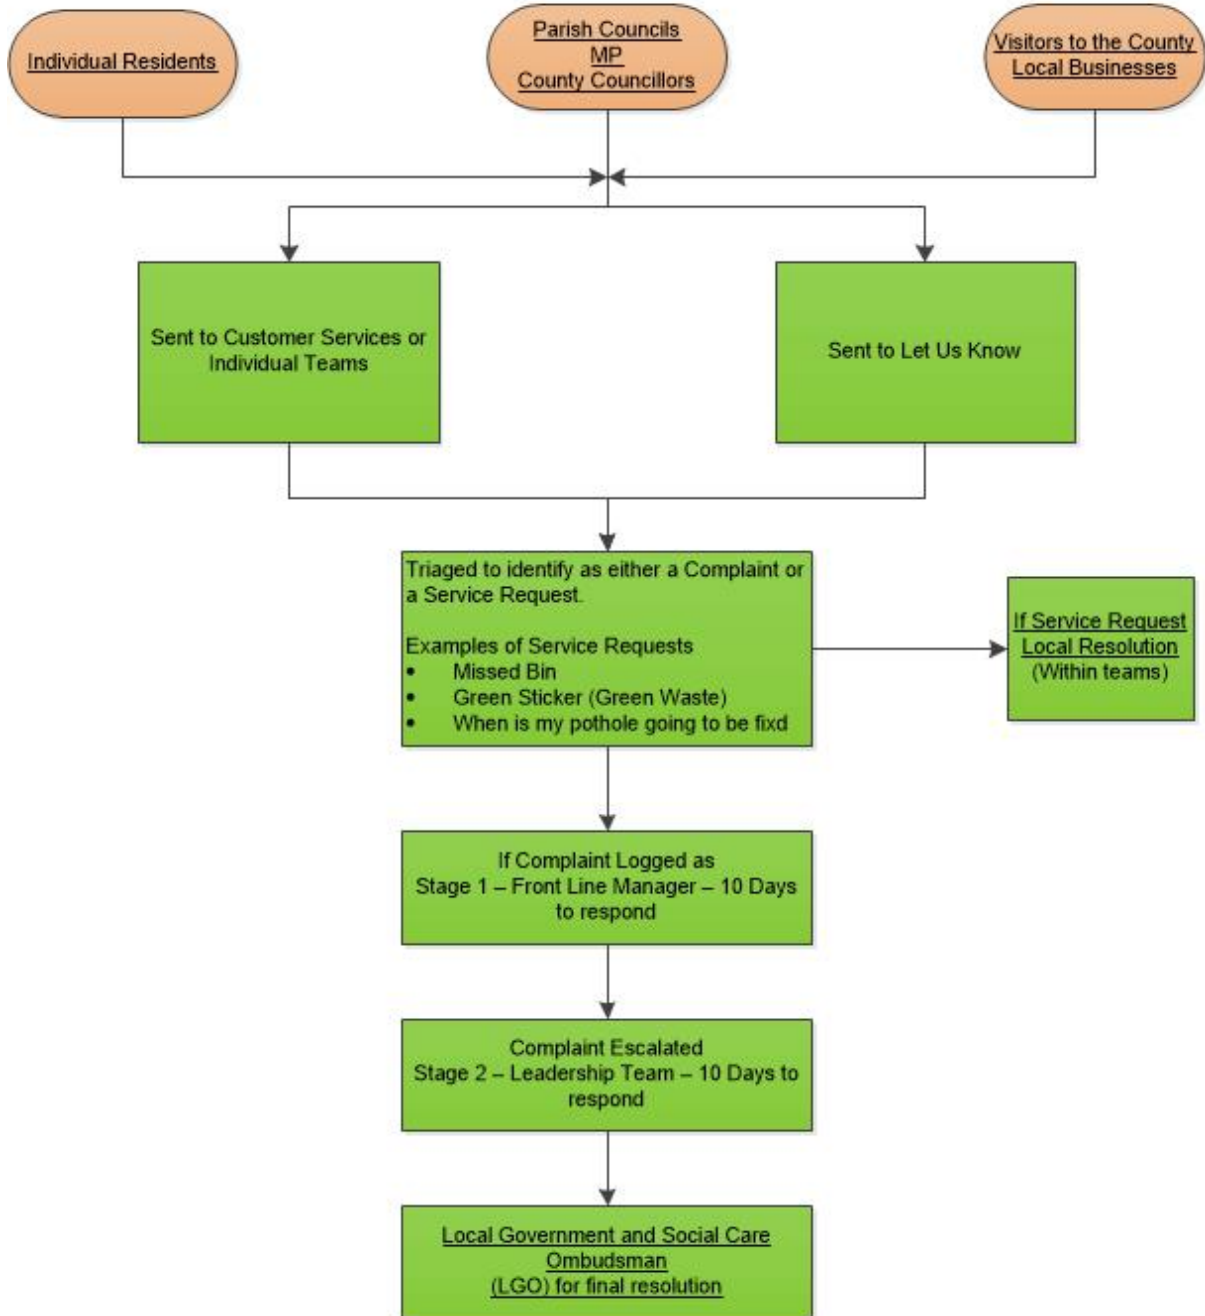 Individual Residents
Parish Councils
MP
County Councillors
Visitors to the County
Local Businesses
Sent to Customer Services or
Individual Teams
Sent to Let Us Know
Triaged to identify as either a Complaint or
a Service Request.
Examples of Service Requests
• Missed Bin
• Green Sticker (Green Waste)
• When is my pothole going to be fixd
If Service Request
Local Resolution
(Within teams)
If Complaint Logged as
Stage 1 – Front Line Manager – 10 Days
to respond
Complaint Escalated
Stage 2 – Leadership Team – 10 Days to
respond
Local Government and Social Care
Ombudsman
(LGO) for final resolution